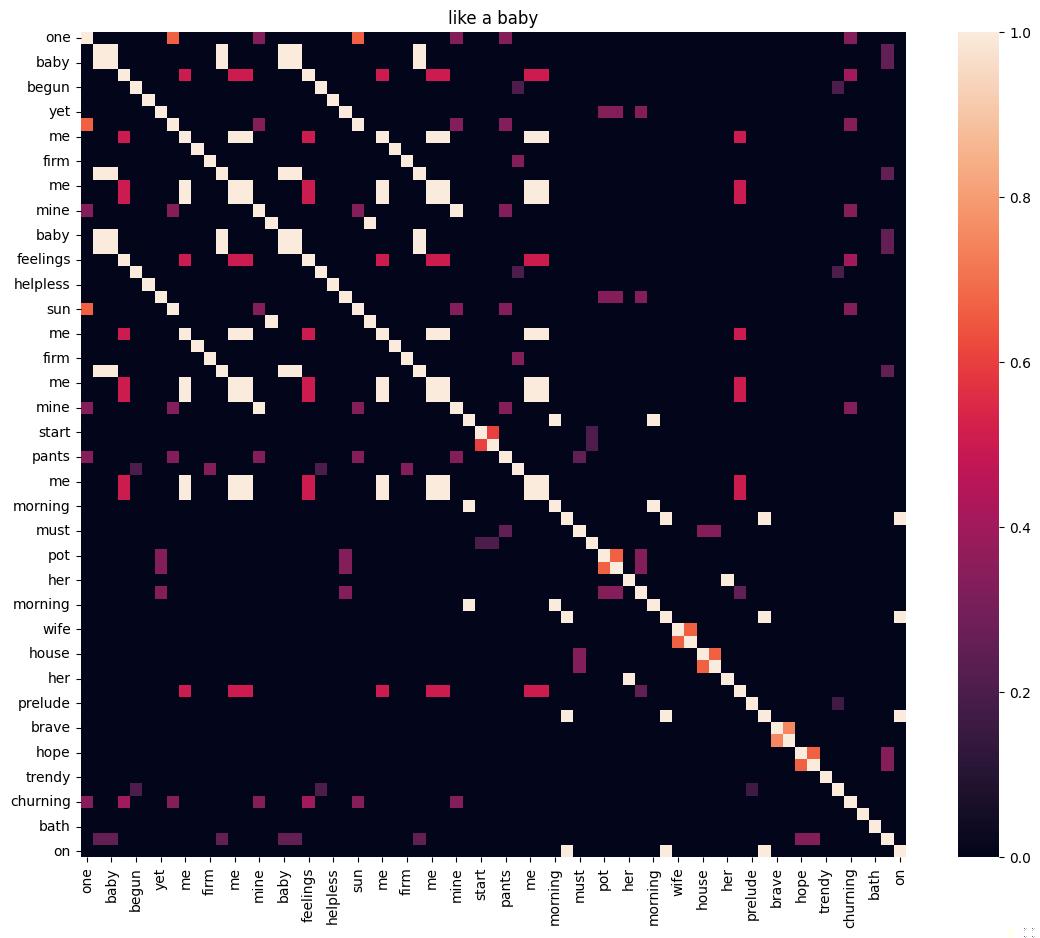 like a baby
one
baby
begun
yet
me
firm
me
mine
baby
feelings
helpless
sun
me
firm
me
mine
start
pants
me
morning
must
pot
her
morning
wife
house
her
prelude
brave
hope
trendy
churning
bath
on
1.0
0.8
0.6
0.4
0.2
0.0
one
baby
begun
yet
me
firm
me
mine
baby
feelings
helpless
sun
me
firm
me
mine
start
pants
me
morning
must
pot
her
morning
wife
house
her
prelude
brave
hope
trendy
churning
bath
on